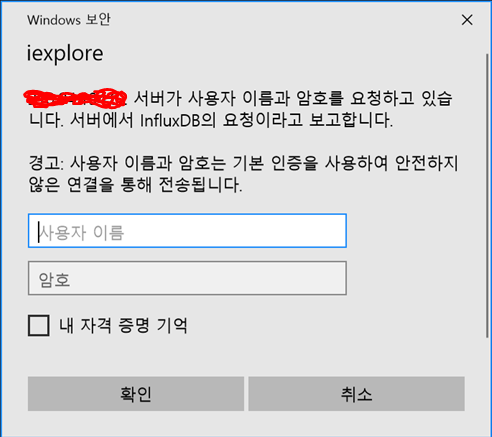 Windows 보안
iexplore
서버가 사용자 이름과 암호를 요청하고 있습
니다. 서버에서 InfluxDB의 요청이라고 보고합니다.
경고: 사용자 이름과 암호는 기본 인증을 사용하여 안전하지
않은 연결을 통해 전송됩니다.
사용자 이름
암호
내 자격 증명 기억
확인
취소